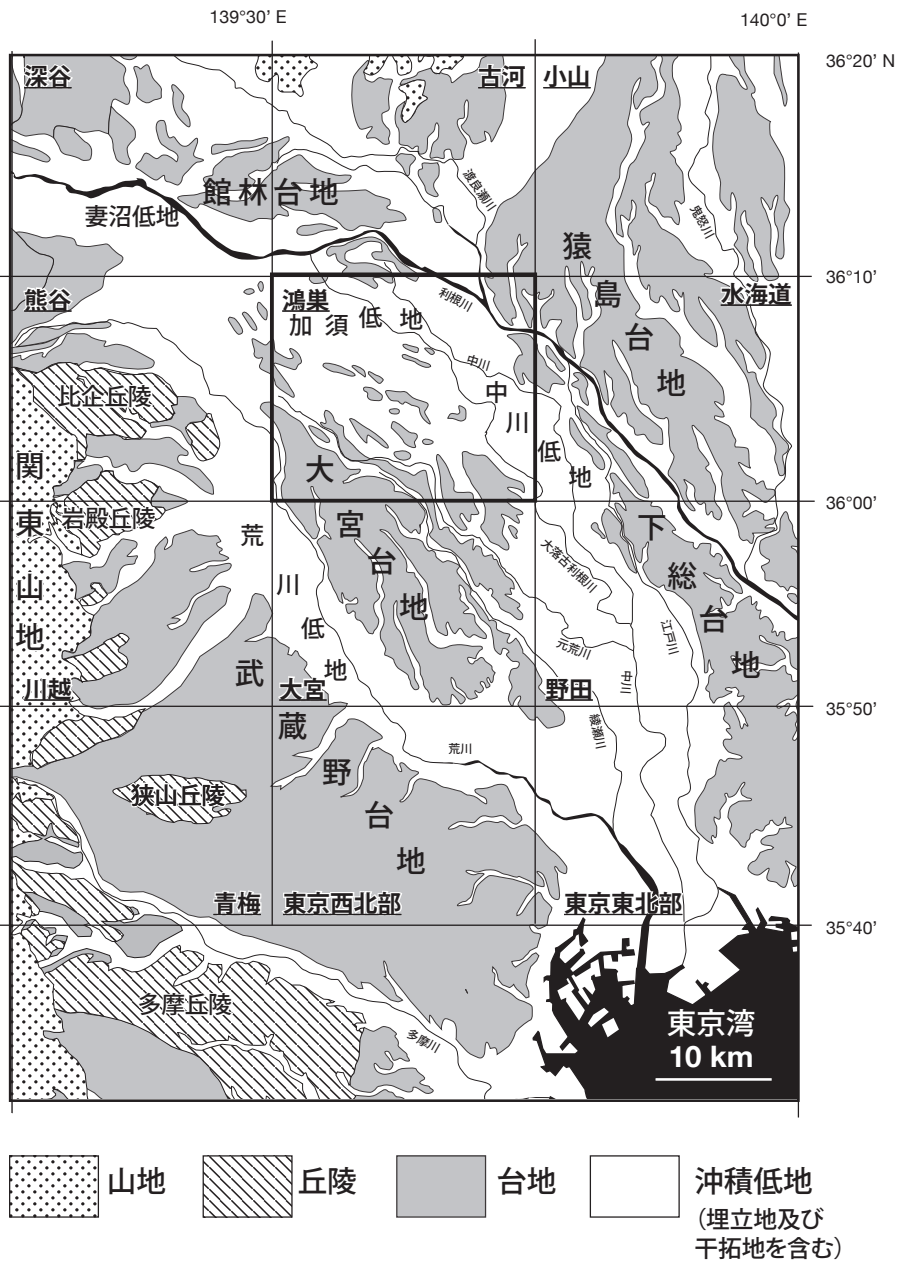 139°30’ E
140°0’ E
36°20’ N
深谷
古河
小山
渡良瀬川
館林台地
妻沼低地
鬼怒川
猿島台地
36°10’
熊谷
鴻巣
利根川
水海道
加須低地
中川
比企丘陵
中川低地
大宮台地
関東山地
36°00’
岩殿丘陵
荒川低地
下総台地
大落古利根川
元荒川
江戸川
中川
武蔵野台地
川越
大宮
野田
35°50’
綾瀬川
荒川
狭山丘陵
青梅
東京西北部
東京東北部
35°40’
多摩丘陵
多摩川
東京湾
10 km
山地
丘陵
台地
沖積低地
(埋立地及び
干拓地を含む)